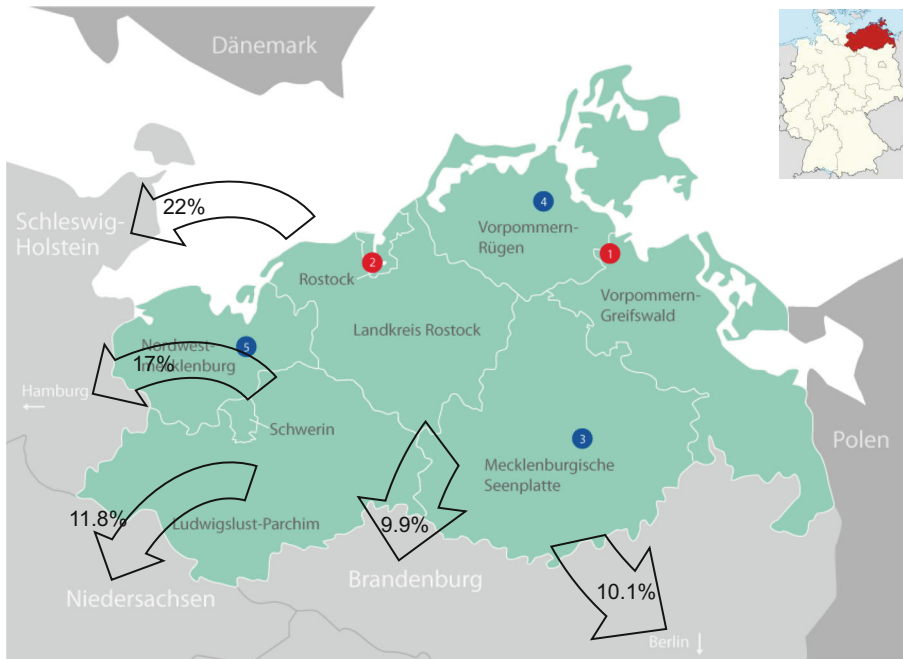 Dänemark
22%
Schleswig-
Holstein
4
Vorpommern-
Rügen
2
Rostock
1
Vorpommern-
Greifswald
Landkreis Rostock
Nordwest-
mecklenburg
5
17%
Hamburg
←
Schwerin
3
Mecklenburgische
Seenplatte
Polen
11.8%
Ludwigslust-Parchim
9.9%
Niedersachsen
Brandenburg
10.1%
Berlin ↓